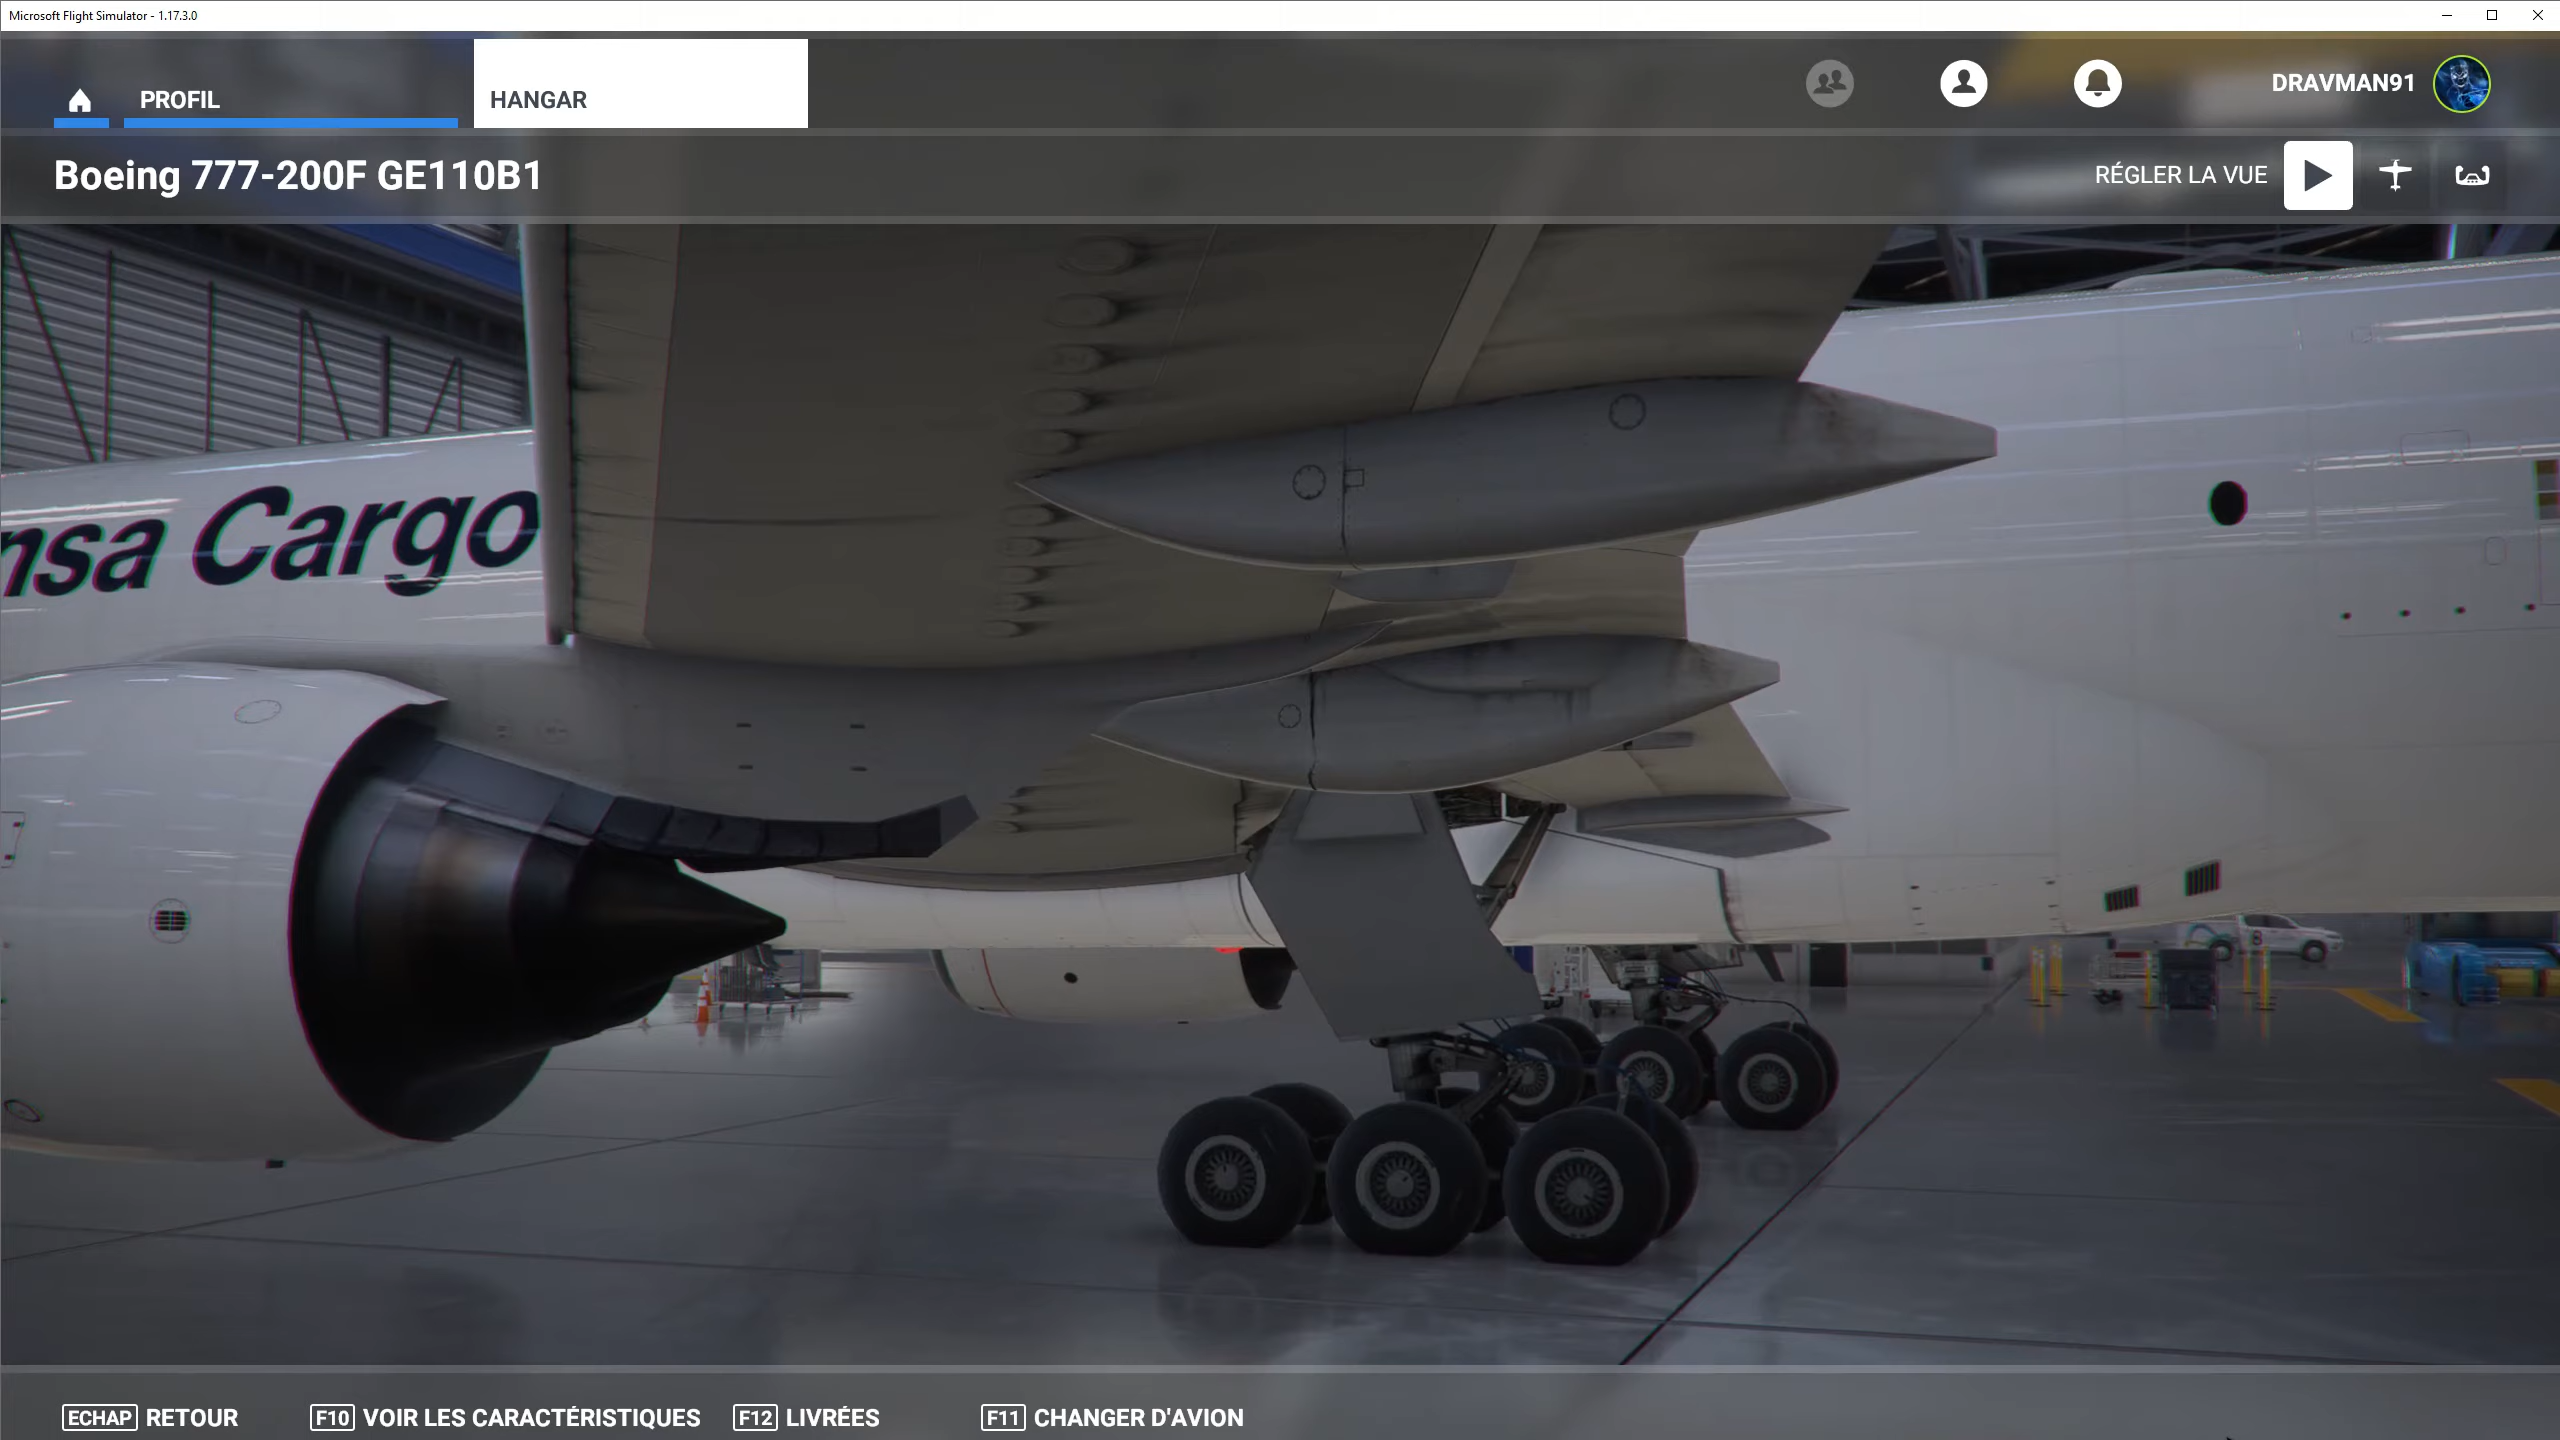 Microsoft Flight Simulator - 1.17.3.0
PROFIL
HANGAR
DRAVMAN91
Boeing 777-200F GE110B1
RÉGLER LA VUE
nsa Cargo
ECHAP RETOUR
F10 VOIR LES CARACTÉRISTIQUES
F12 LIVRÉES
F11 CHANGER D'AVION